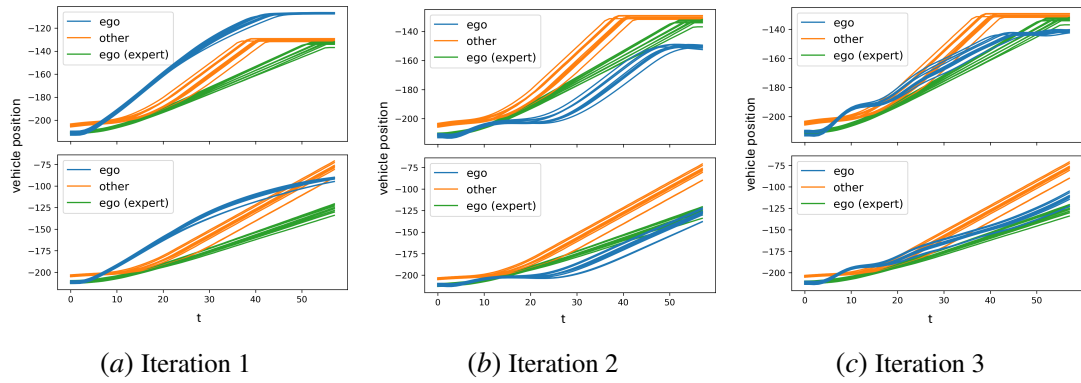 vehicle position
−120
−140
−160
−180
−200
ego
other
ego (expert)
−75
−100
−125
−150
−175
−200
ego
other
ego (expert)
0 10 20 30 40 50
t
(a) Iteration 1
vehicle position
−140
−160
−180
−200
ego
other
ego (expert)
−75
−100
−125
−150
−175
−200
ego
other
ego (expert)
0 10 20 30 40 50
t
(b) Iteration 2
vehicle position
−140
−160
−180
−200
ego
other
ego (expert)
−75
−100
−125
−150
−175
−200
ego
other
ego (expert)
0 10 20 30 40 50
t
(c) Iteration 3